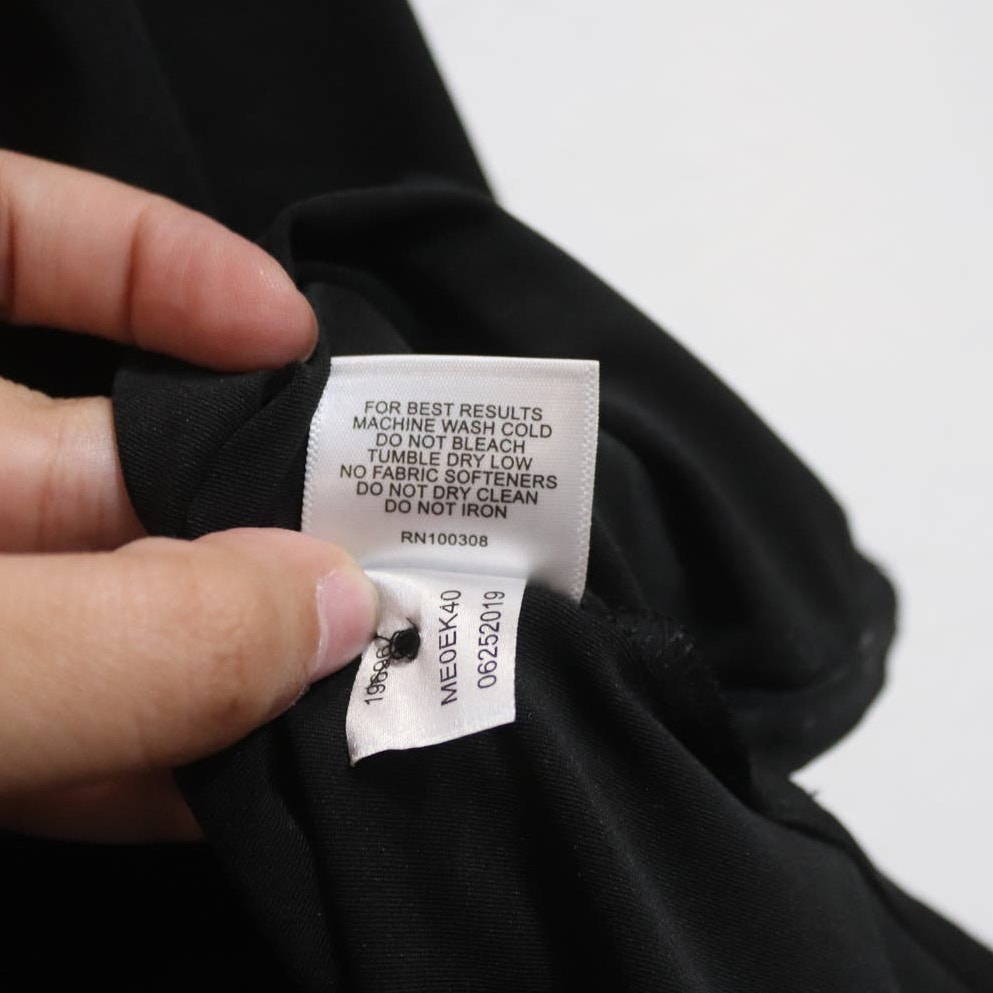 FOR BEST RESULTS
MACHINE WASH COLD
DO NOT BLEACH
TUMBLE DRY LOW
NO FABRIC SOFTENERS
DO NOT DRY CLEAN
DO NOT IRON
RN100308
ME0EK40
06252019